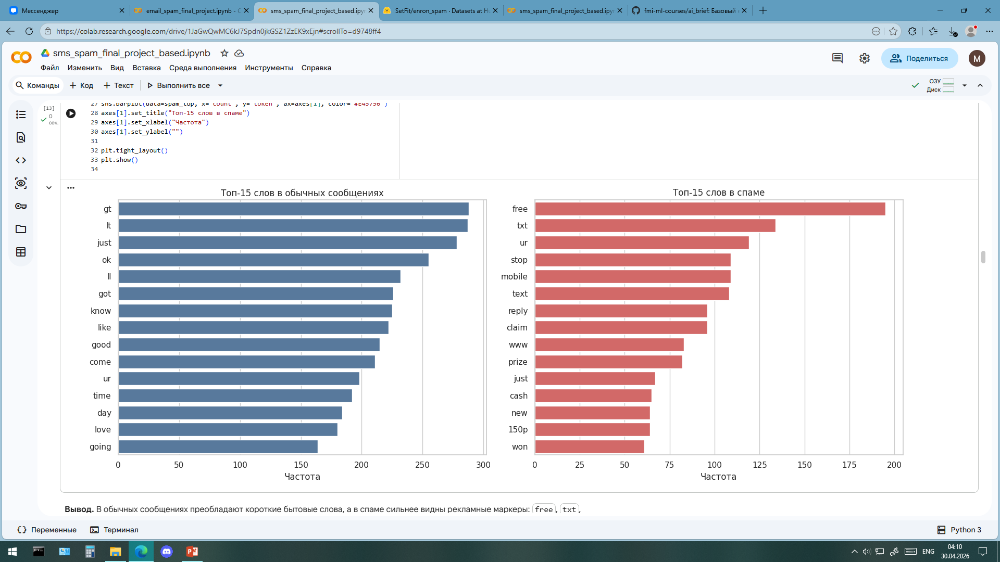 Мессенджер
email_spam_final_project.ipynb - C
sms_spam_final_project_based.ipyn
SetFit/enron_spam · Datasets at Hu
sms_spam_final_project_based.ipyn
fmi-ml-courses/ai_brief: Базовый к
https://colab.research.google.com/drive/1JaGwQwMC6kJ7Spdn0jkGSZ1ZzEK9xEjn#scrollTo=d9748ff4
sms_spam_final_project_based.ipynb
Файл Изменить Вид Вставка Среда выполнения Инструменты Справка
Поделиться
M
Команды + Код + Текст Выполнить все
ОЗУ
Диск
[13]
0
сек.
27 sns.barplot(data=spam_top, x="count", y="token", ax=axes[1], color="#E45756")
28 axes[1].set_title("Топ-15 слов в спаме")
29 axes[1].set_xlabel("Частота")
30 axes[1].set_ylabel("")
31
32 plt.tight_layout()
33 plt.show()
34
Топ-15 слов в обычных сообщениях
gt
lt
just
ok
ll
got
know
like
good
come
ur
time
day
love
going
0 50 100 150 200 250 300
Частота
Топ-15 слов в спаме
free
txt
ur
stop
mobile
text
reply
claim
www
prize
just
cash
new
150p
won
0 25 50 75 100 125 150 175 200
Частота
Вывод. В обычных сообщениях преобладают короткие бытовые слова, а в спаме сильнее видны рекламные маркеры: free, txt,
Переменные Терминал
Python 3
ENG
04:10
30.04.2026